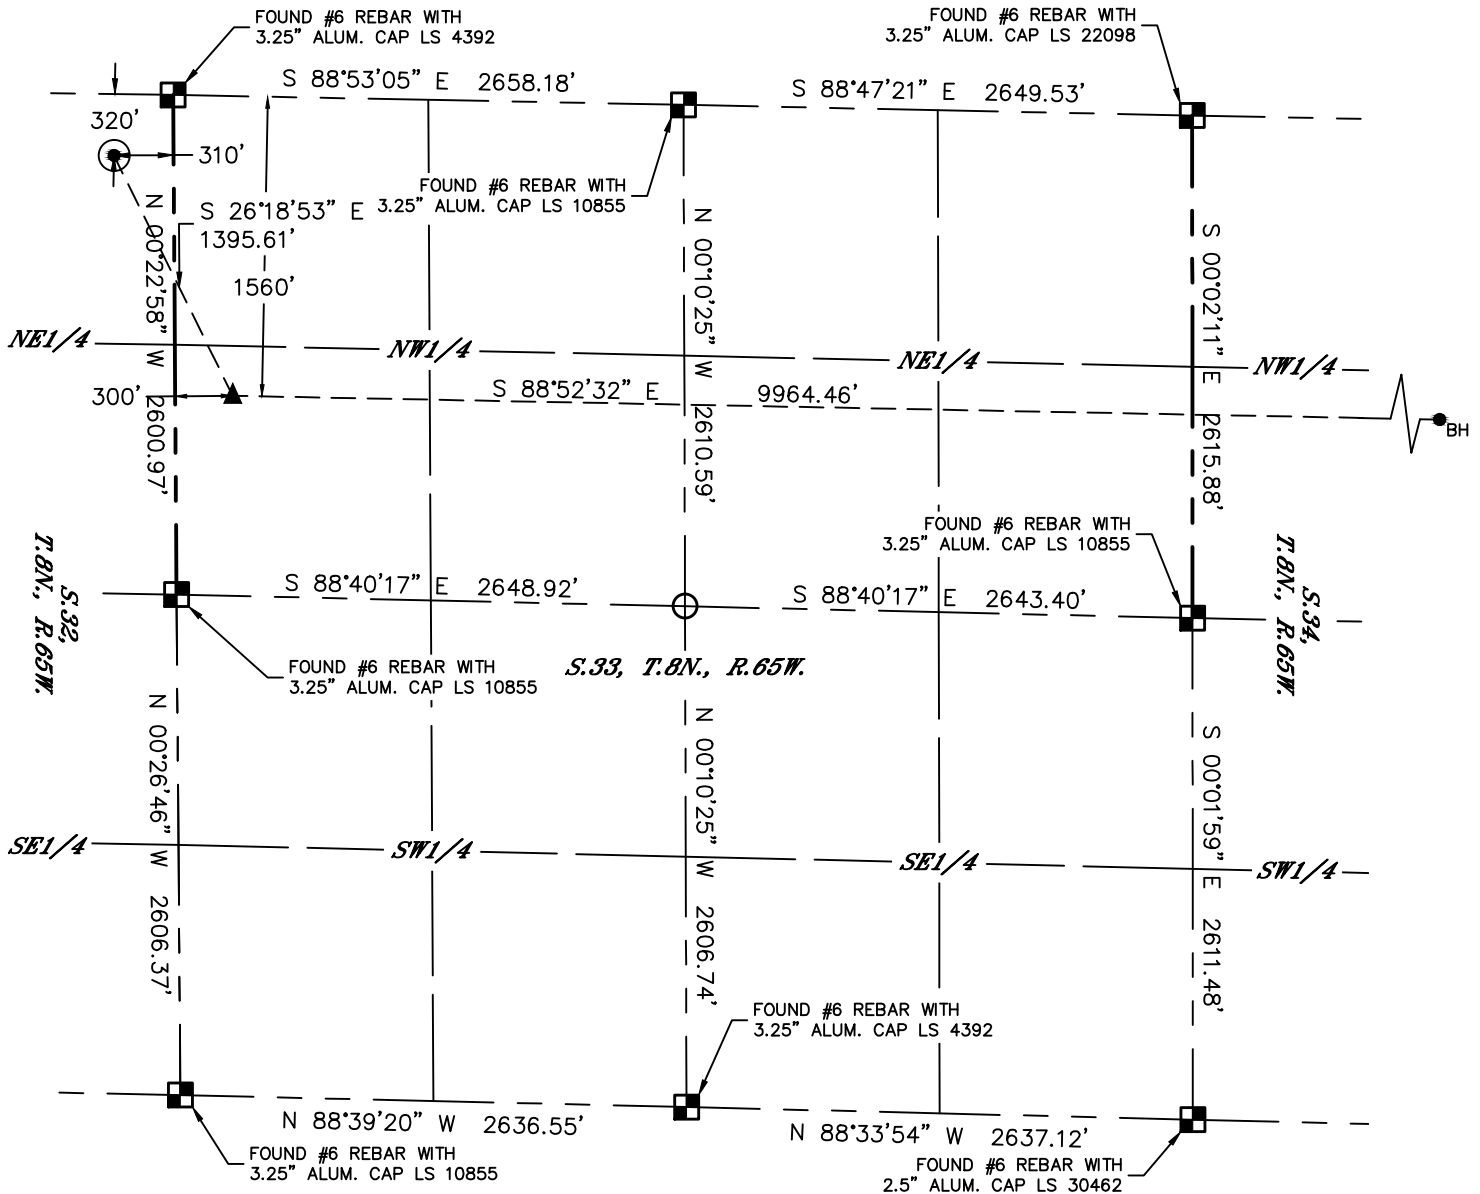 FOUND #6 REBAR WITH
3.25" ALUM. CAP LS 4392
FOUND #6 REBAR WITH
3.25" ALUM. CAP LS 22098
S 88°53'05" E 2658.18'
S 88°47'21" E 2649.53'
320'
310'
FOUND #6 REBAR WITH
3.25" ALUM. CAP LS 10855
S 26°18'53" E
1395.61'
1560'
N 00°22'58" W 2600.97'
N 00°10'25" W 2610.59'
S 00°02'11" E 2615.88'
NE1/4
NW1/4
NE1/4
NW1/4
300'
S 88°52'32" E 9964.46'
BH
FOUND #6 REBAR WITH
3.25" ALUM. CAP LS 10855
S.32,
T.8N., R.65W.
S.34,
T.8N., R.65W.
S 88°40'17" E 2648.92'
S 88°40'17" E 2643.40'
FOUND #6 REBAR WITH
3.25" ALUM. CAP LS 10855
S.33, T.8N., R.65W.
N 00°26'46" W 2606.37'
N 00°10'25" W 2606.74'
S 00°01'59" E 2611.48'
SE1/4
SW1/4
SE1/4
SW1/4
FOUND #6 REBAR WITH
3.25" ALUM. CAP LS 4392
N 88°39'20" W 2636.55'
N 88°33'54" W 2637.12'
FOUND #6 REBAR WITH
3.25" ALUM. CAP LS 10855
FOUND #6 REBAR WITH
2.5" ALUM. CAP LS 30462